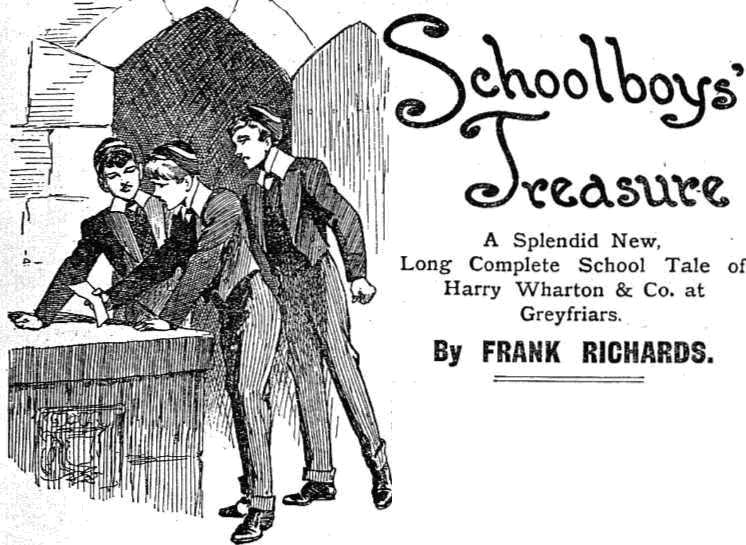 Schoolboys'
Treasure
A Splendid New,
Long Complete School Tale of
Harry Wharton & Co. at
Greyfriars.
By FRANK RICHARDS.